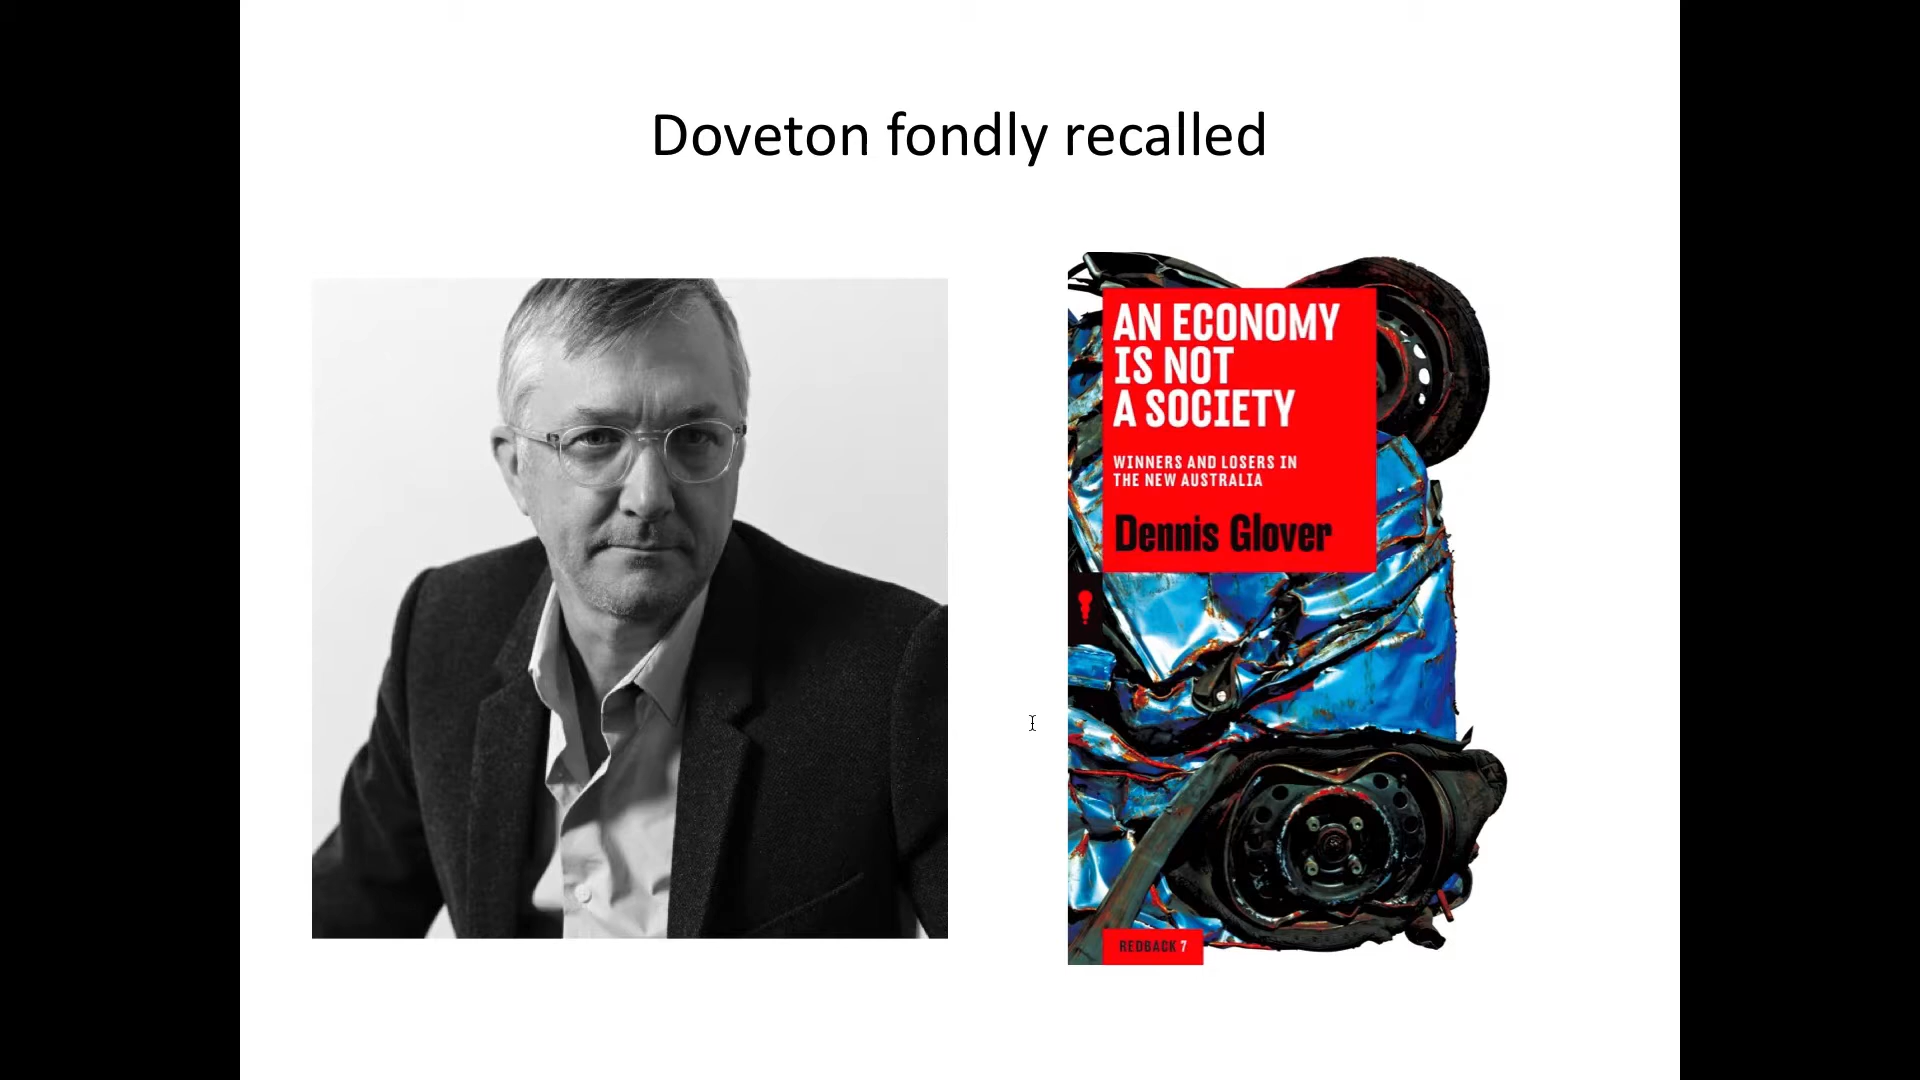 Doveton fondly recalled
AN ECONOMY
IS NOT
A SOCIETY
WINNERS AND LOSERS IN
THE NEW AUSTRALIA
Dennis Glover
REDBACK 7